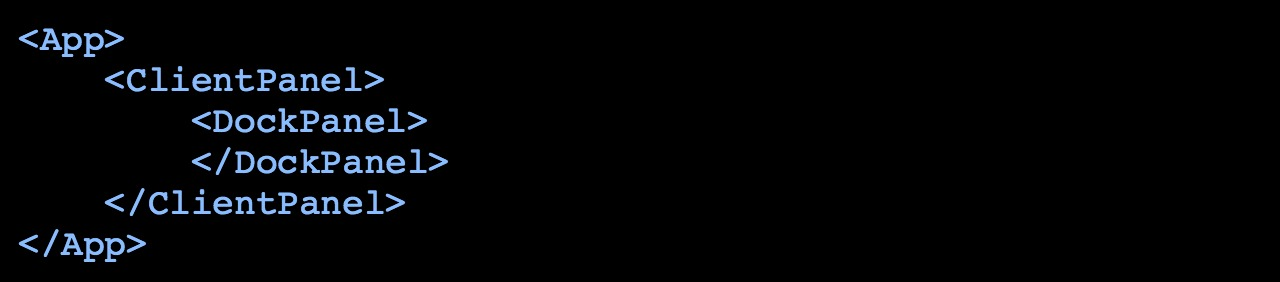 <App>
    <ClientPanel>
        <DockPanel>
        </DockPanel>
    </ClientPanel>
</App>